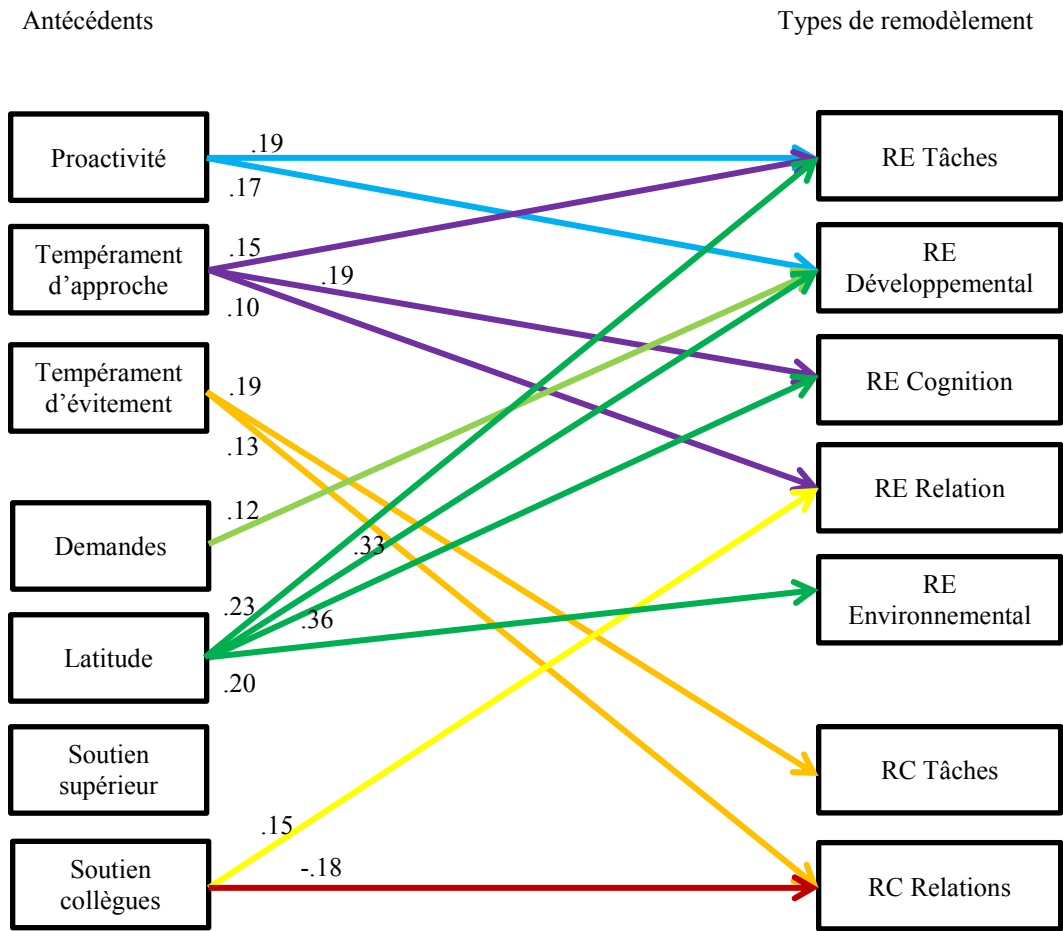 Antécédents
Types de remodèlement
Proactivité
.19
.17
RE Tâches
Tempérament
d’approche
.15
.19
.10
RE
Développemental
Tempérament
d’évitement
.19
.13
RE Cognition
RE Relation
Demandes
.12
.33
RE
Environnemental
Latitude
.23
.36
.20
Soutien
supérieur
RC Tâches
Soutien
collègues
.15
-.18
RC Relations